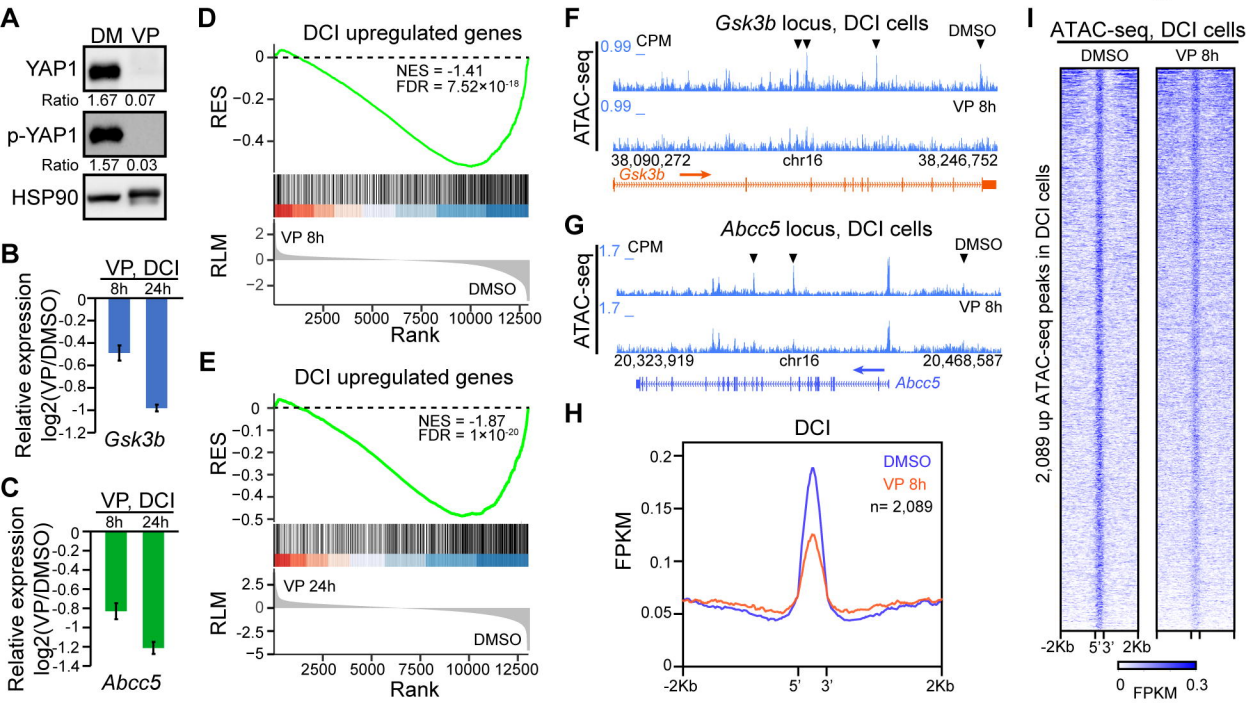 A
DM VP
YAP1
Ratio 1.67 0.07
p-YAP1
Ratio 1.57 0.03
HSP90
B
VP, DCI
8h 24h
0
-0.2
-0.4
-0.6
-0.8
-1
-1.2
Relative expression
log2(VP/DMSO)
Gsk3b
C
VP, DCI
8h 24h
0
-0.2
-0.4
-0.6
-0.8
-1
-1.2
-1.4
Relative expression
log2(VP/DMSO)
Abcc5
D
DCI upregulated genes
NES = -1.41
FDR = 7.52×10-18
RES
0
−0.2
−0.4
RLM
2
0
−2
VP 8h
DMSO
2500 5000 7500 10000 12500
Rank
E
DCI upregulated genes
NES = -1.87
FDR = 1×10-20
RES
0
−0.1
−0.2
−0.3
−0.4
−0.5
RLM
2.5
0
−2.5
−5
VP 24h
DMSO
2500 5000 7500 10000 12500
Rank
F
Gsk3b locus, DCI cells
ATAC-seq
0.99 CPM
DMSO
0.99
VP 8h
38,090,272 chr16 38,246,752
Gsk3b
G
Abcc5 locus, DCI cells
ATAC-seq
1.7 CPM
DMSO
1.7
VP 8h
20,323,919 chr16 20,468,587
Abcc5
H
DCI
DMSO
VP 8h
n= 2,089
FPKM
0.2
0.15
0.1
0.05
0
-2Kb 5' 3' 2Kb
I
ATAC-seq, DCI cells
DMSO VP 8h
2,089 up ATAC-seq peaks in DCI cells
-2Kb 5' 3' 2Kb
0 0.3
FPKM